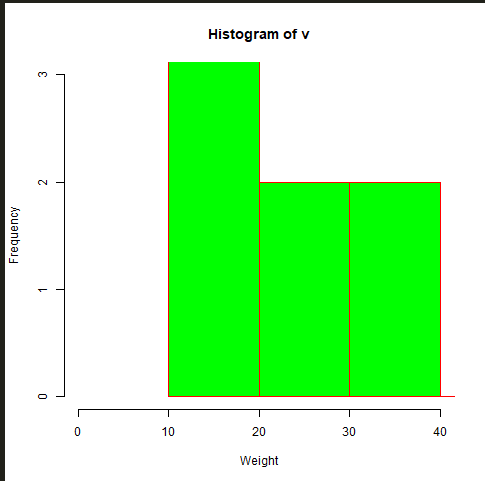 Histogram of v
3
2
1
0
Frequency
0 10 20 30 40
Weight